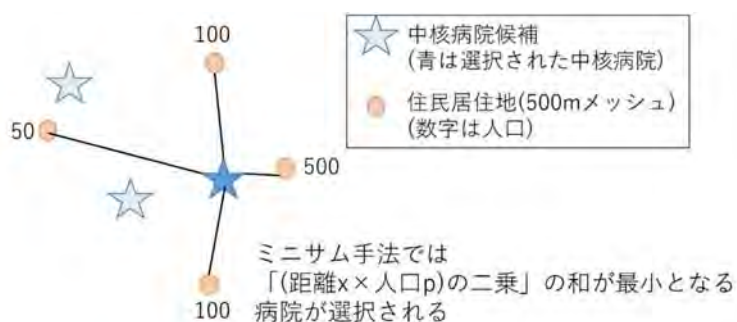 100
中核病院候補
(青は選択された中核病院)
住民居住地(500mメッシュ)
(数字は人口)
50
500
ミニサム手法では
「(距離x×人口p)の二乗」の和が最小となる
病院が選択される
100